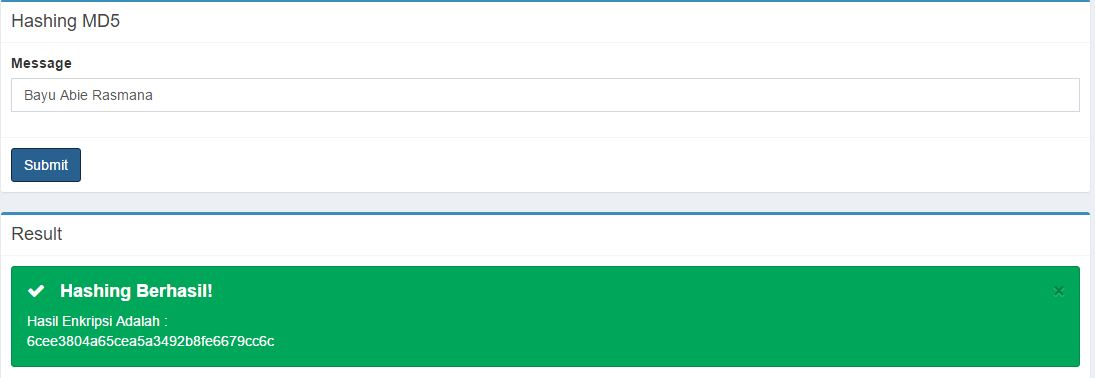 Hashing MD5
Message
Bayu Abie Rasmana
Submit
Result
Hashing Berhasil!
Hasil Enkripsi Adalah :
6cee3804a65cea5a3492b8fe6679cc6c